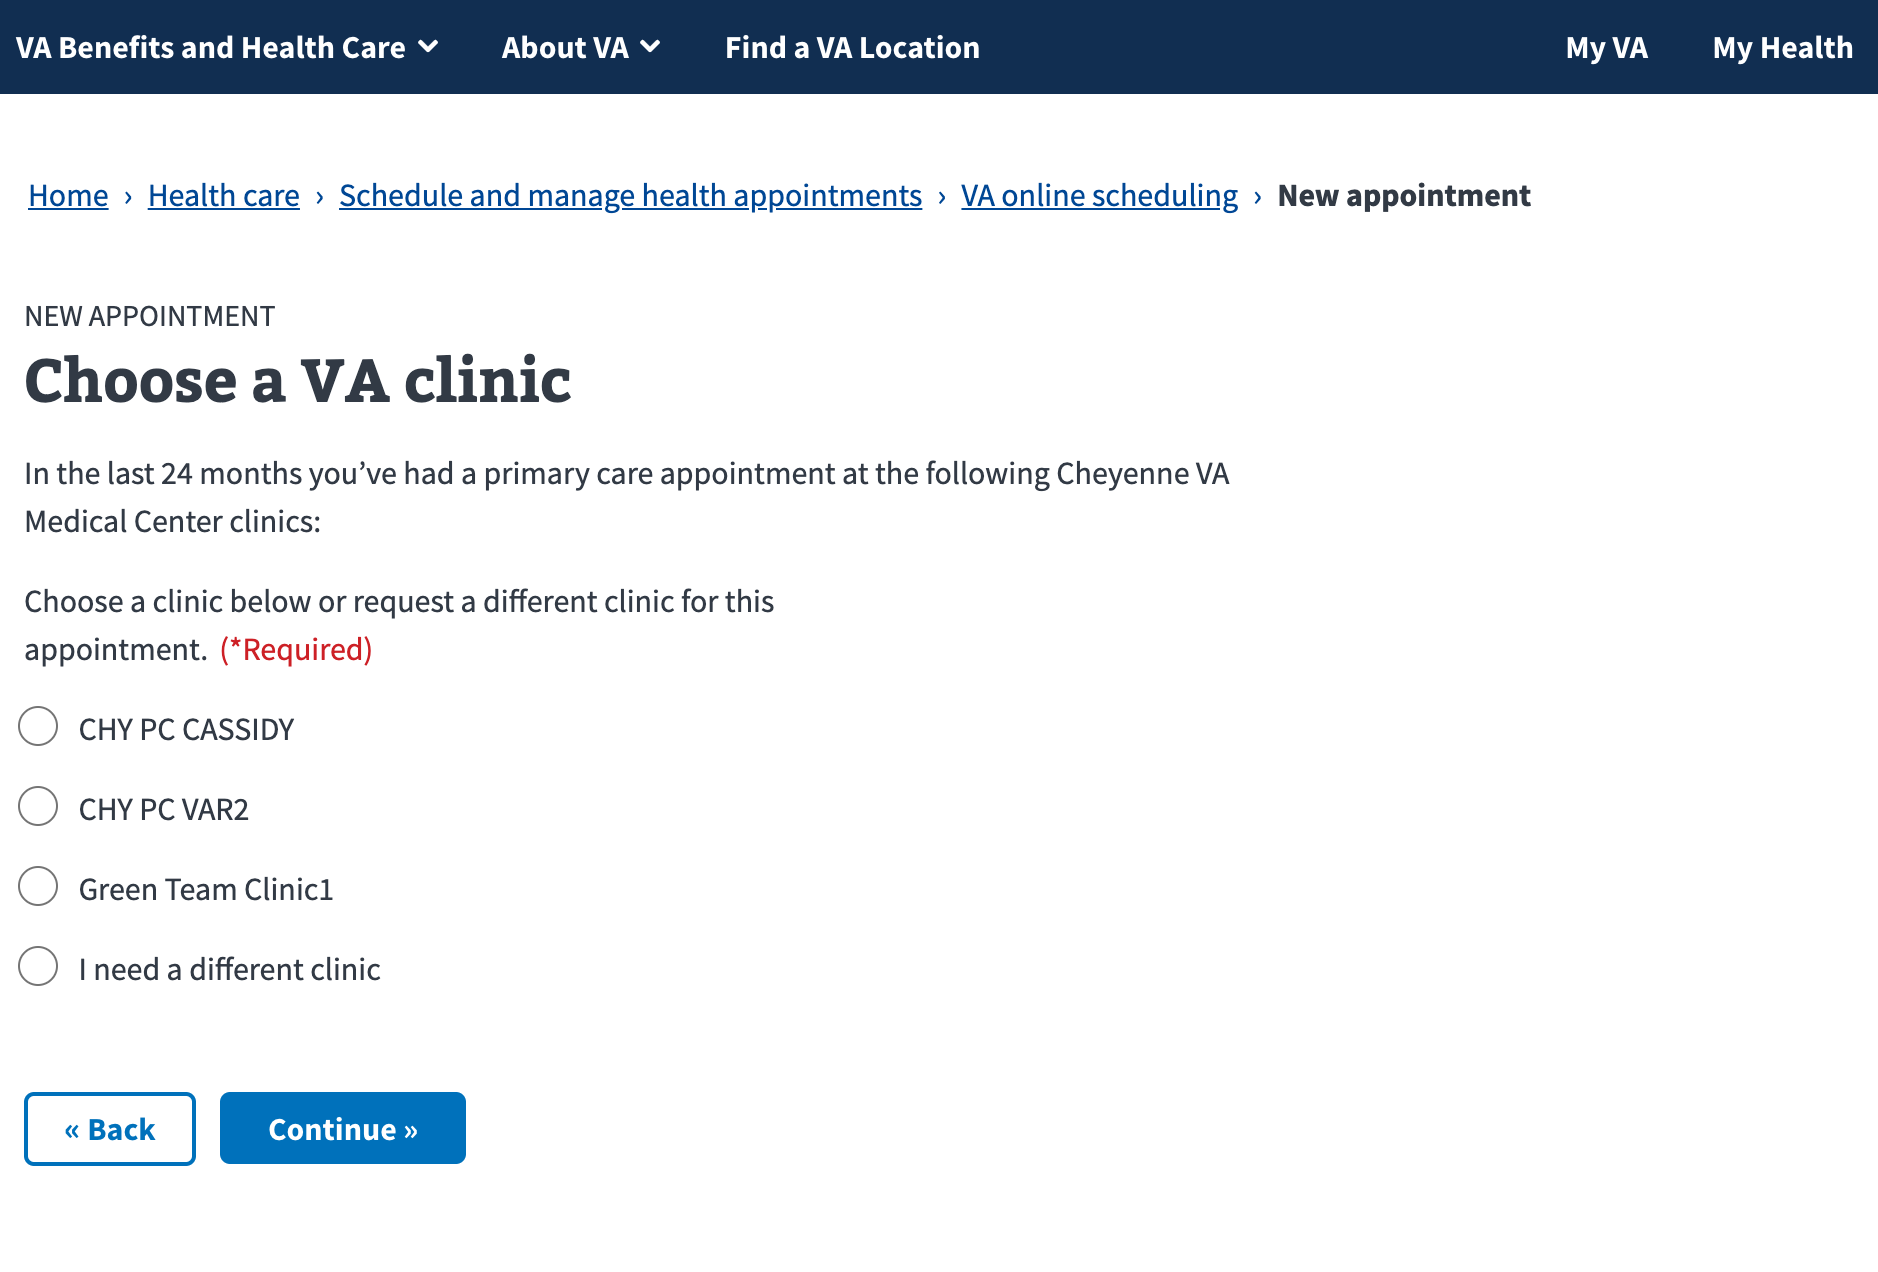 VA Benefits and Health Care About VA Find a VA Location My VA My Health
Home › Health care › Schedule and manage health appointments › VA online scheduling › New appointment
NEW APPOINTMENT
Choose a VA clinic
In the last 24 months you’ve had a primary care appointment at the following Cheyenne VA
Medical Center clinics:
Choose a clinic below or request a different clinic for this
appointment. (*Required)
CHY PC CASSIDY
CHY PC VAR2
Green Team Clinic1
I need a different clinic
« Back Continue »